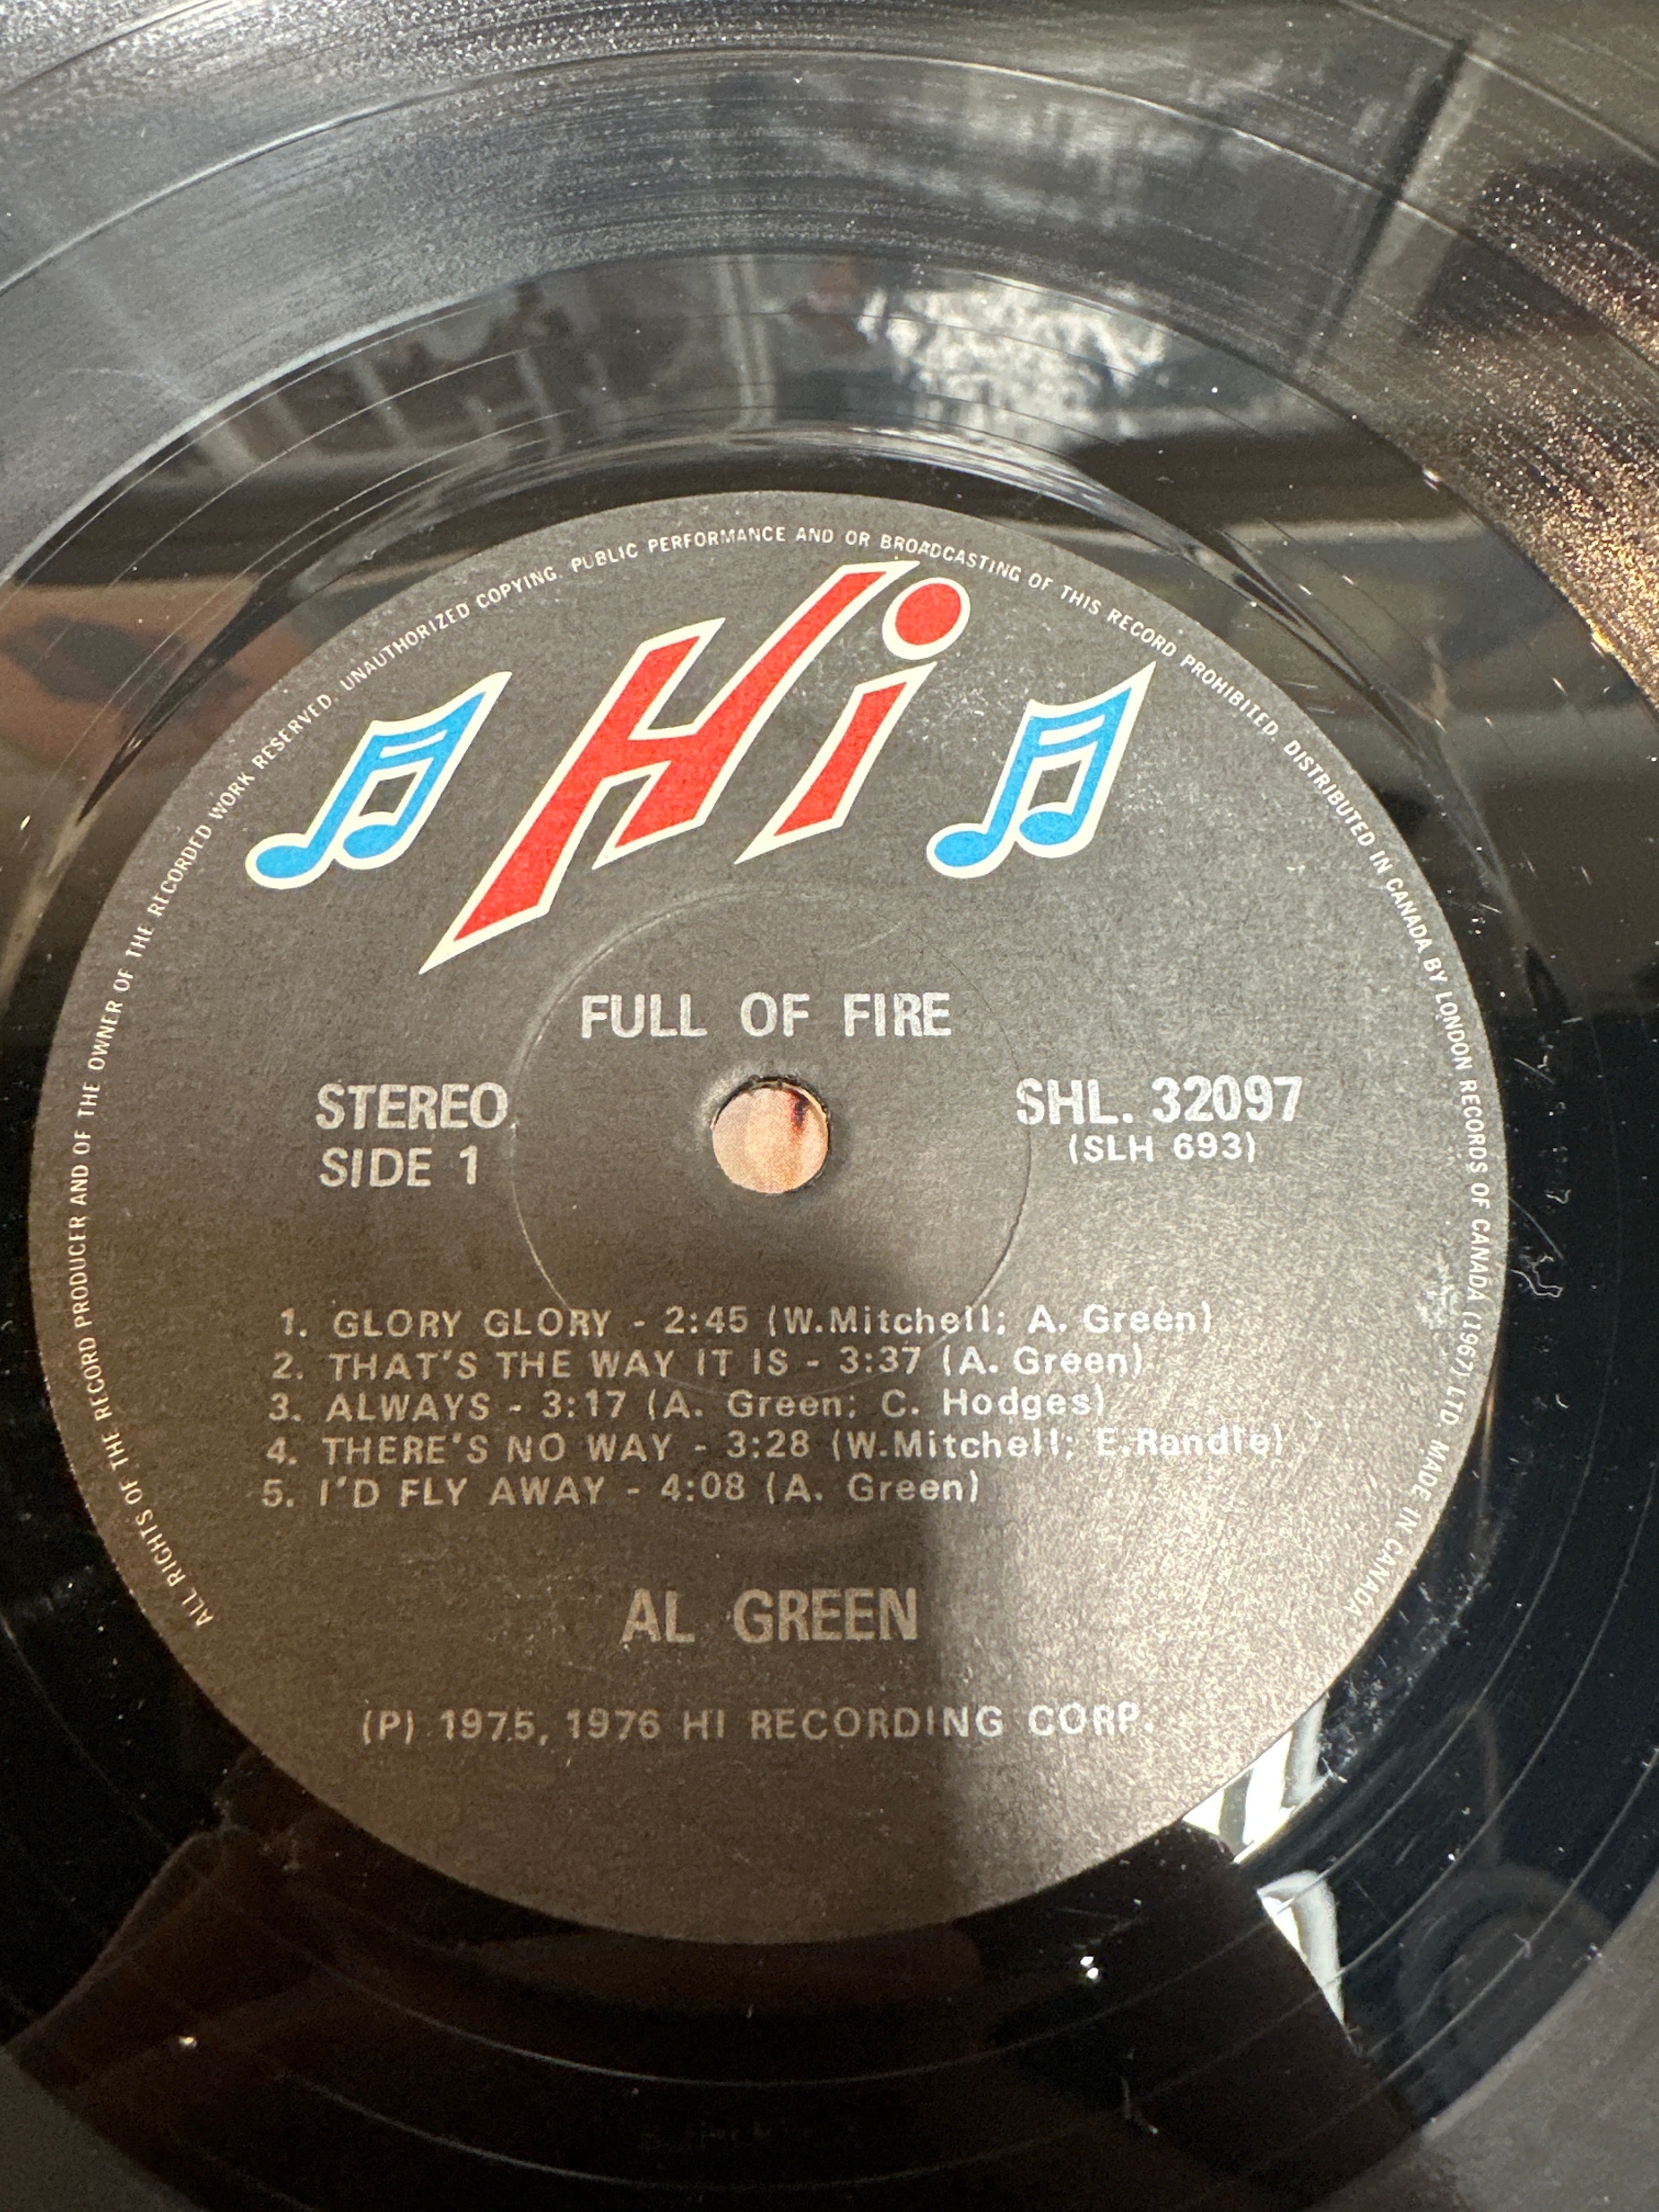 ALL RIGHTS OF THE RECORD PRODUCER AND OF THE OWNER OF THE RECORDED WORK RESERVED. UNAUTHORIZED COPYING. PUBLIC PERFORMANCE AND OR BROADCASTING OF THIS RECORD PROHIBITED. DISTRIBUTED IN CANADA BY LONDON RECORDS OF CANADA (1967) LTD. MADE IN CANADA
Hi
FULL OF FIRE
STEREO
SIDE 1
SHL. 32097
(SLH 693)
1. GLORY GLORY - 2:45 (W.Mitchell; A. Green)
2. THAT'S THE WAY IT IS - 3:37 (A. Green)
3. ALWAYS - 3:17 (A. Green; C. Hodges)
4. THERE'S NO WAY - 3:28 (W.Mitchell; E.Randle)
5. I'D FLY AWAY - 4:08 (A. Green)
AL GREEN
(P) 1975, 1976 HI RECORDING CORP.